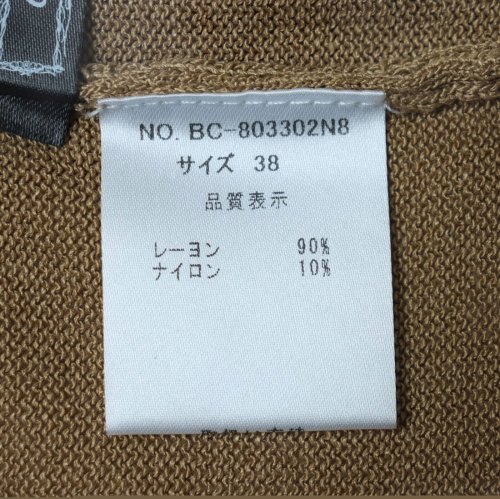 NO. BC-803302N8
サイズ 38
品質表示
レーヨン 90%
ナイロン 10%